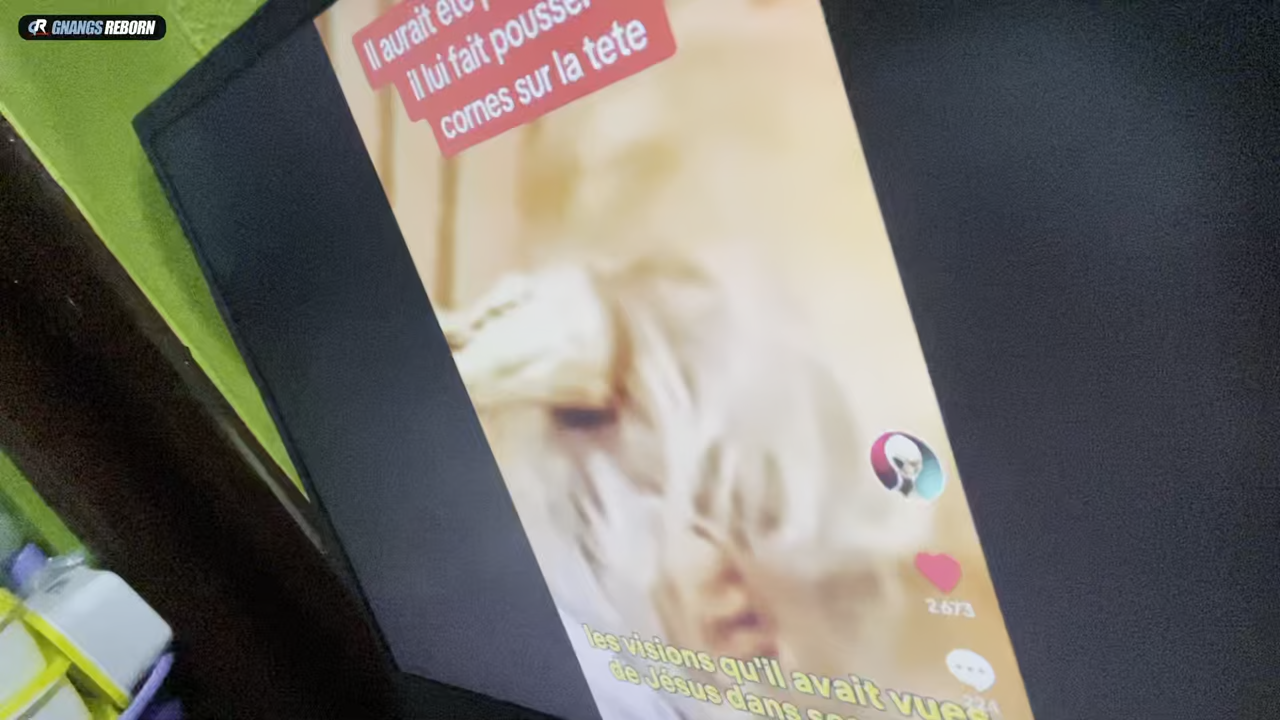 GNANGS REBORN
Il aurait été
il lui fait pousser
cornes sur la tete
2673
les visions qu'il avait vues
de Jésus dans